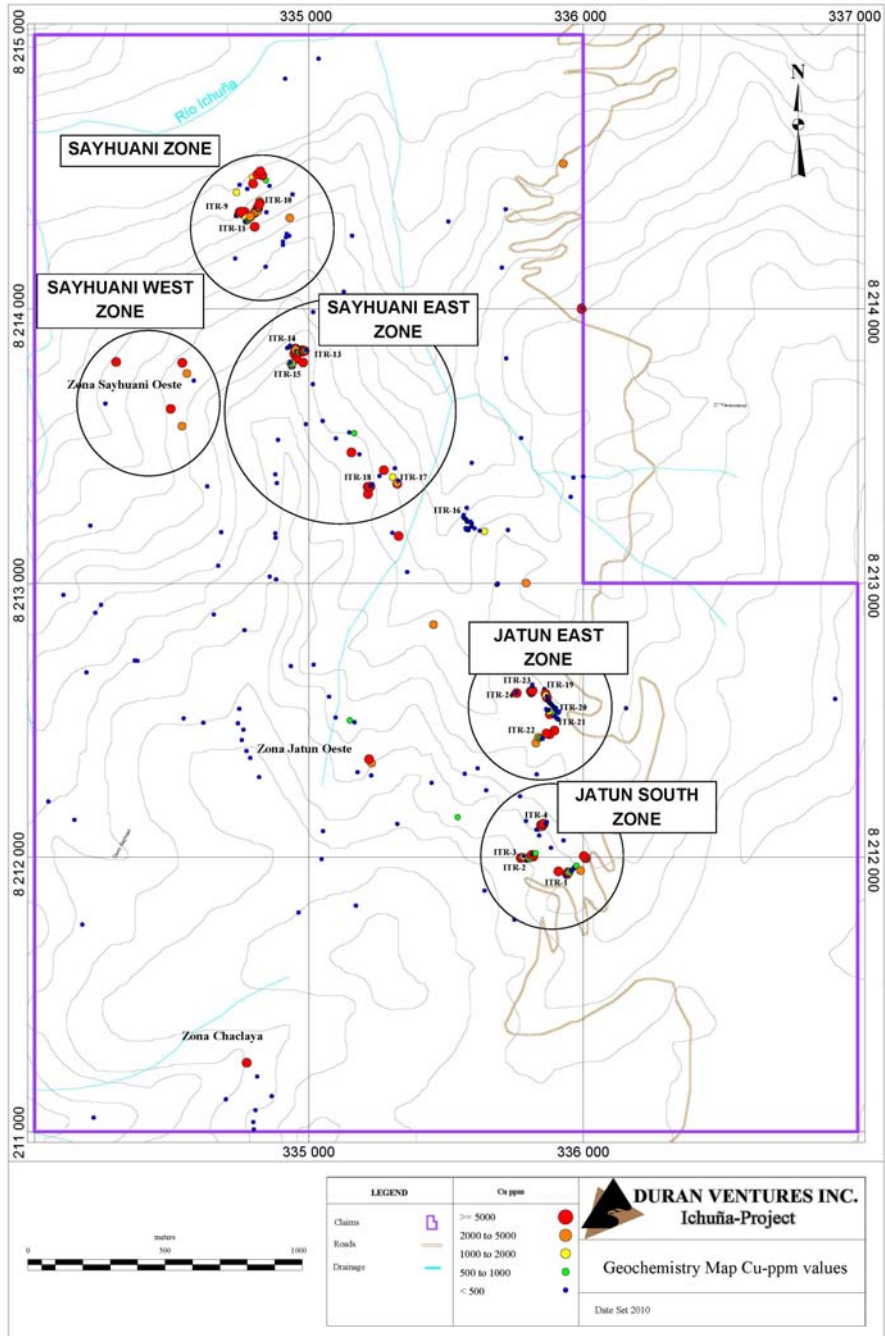 335 000
336 000
337 000
8 215 000
Río Ichuña
N
SAYHUANI ZONE
ITR-9
ITR-10
ITR-11
SAYHUANI WEST
ZONE
SAYHUANI EAST
ZONE
8 214 000
8 214 000
ITR-14
ITR-13
ITR-15
Zona Sayhuani Oeste
ITR-18
ITR-17
ITR-16
8 213 000
8 213 000
JATUN EAST
ZONE
ITR-23
ITR-19
ITR-24
ITR-20
ITR-21
ITR-22
Zona Jatun Oeste
JATUN SOUTH
ZONE
ITR-4
ITR-3
ITR-2
ITR-1
8 212 000
8 212 000
Zona Chaclaya
211 000
335 000
336 000
meters
0
500
1000
LEGEND
Cu ppm
Claims
Roads
Drainage
>= 5000
2000 to 5000
1000 to 2000
500 to 1000
< 500
DURAN VENTURES INC.
Ichuña-Project
Geochemistry Map Cu-ppm values
Date Set 2010